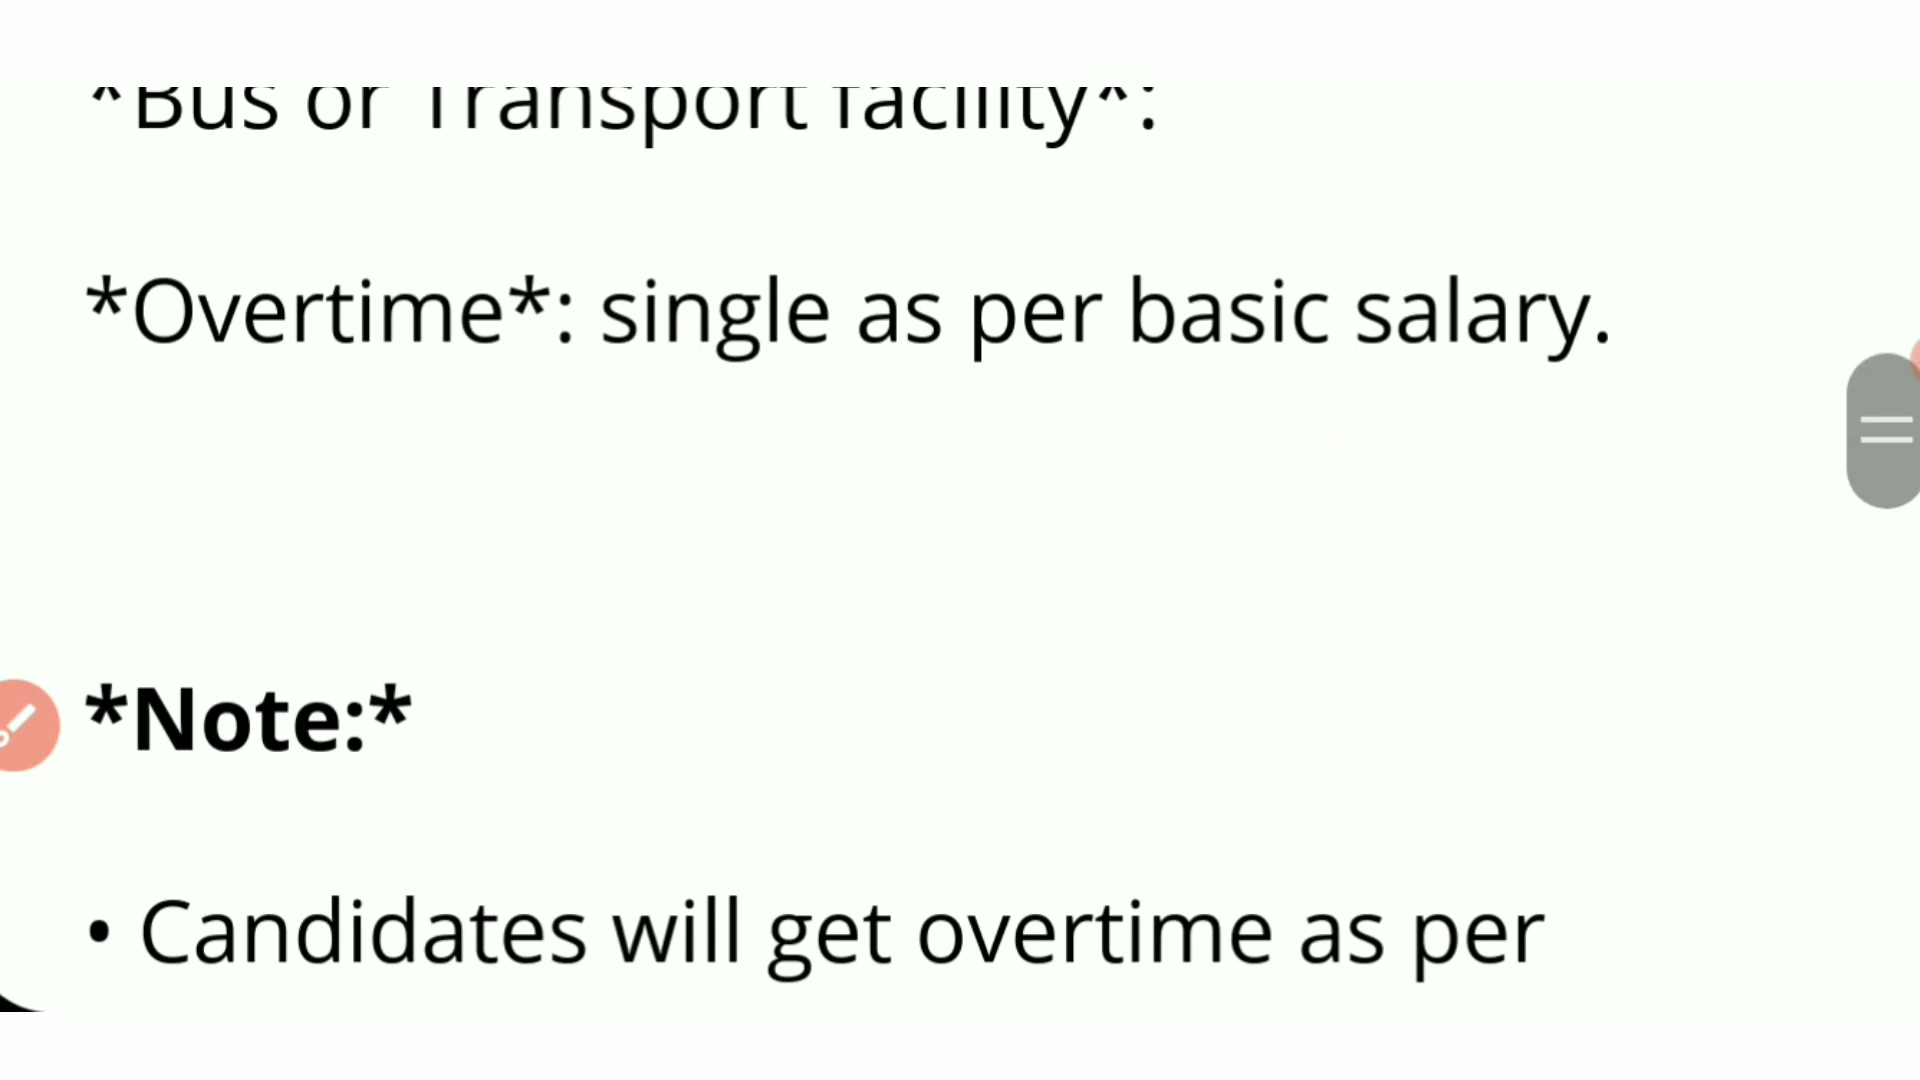 *Bus or Transport facility*:
*Overtime*: single as per basic salary.
*Note:*
• Candidates will get overtime as per